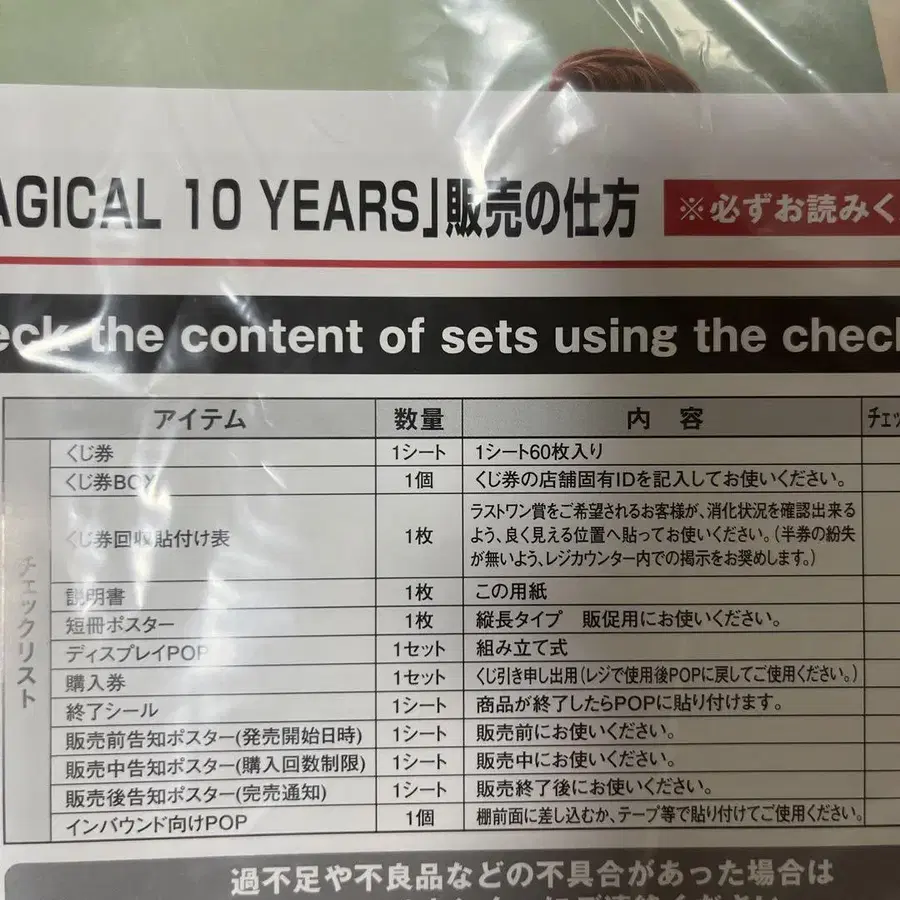 AGICAL 10 YEARS」販売の仕方 ※必ずお読みく
eck the content of sets using the chec
アイテム 数量 内 容 チェッ
チェックリスト
くじ券 1シート 1シート60枚入り
くじ券BOX 1個 くじ券の店舗固有IDを記入してお使いください。
くじ券回収貼付け表 1枚 ラストワン賞をご希望されるお客様が、消化状況を確認出来る
よう、良く見える位置へ貼ってお使いください。(半券の紛失
が無いよう、レジカウンター内での掲示をお奨めします。)
説明書 1枚 この用紙
短冊ポスター 1枚 縦長タイプ 販促用にお使いください。
ディスプレイPOP 1セット 組み立て式
購入券 1セット くじ引き申し出用(レジで使用後POPに戻してご使用ください。)
終了シール 1シート 商品が終了したらPOPに貼り付けます。
販売前告知ポスター(発売開始日時) 1シート 販売前にお使いください。
販売中告知ポスター(購入回数制限) 1シート 販売中にお使いください。
販売後告知ポスター(完売通知) 1シート 販売終了後にお使いください。
インバウンド向けPOP 1個 棚前面に差し込むか、テープ等で貼り付けてご使用ください。
過不足や不良品などの不具合があった場合は